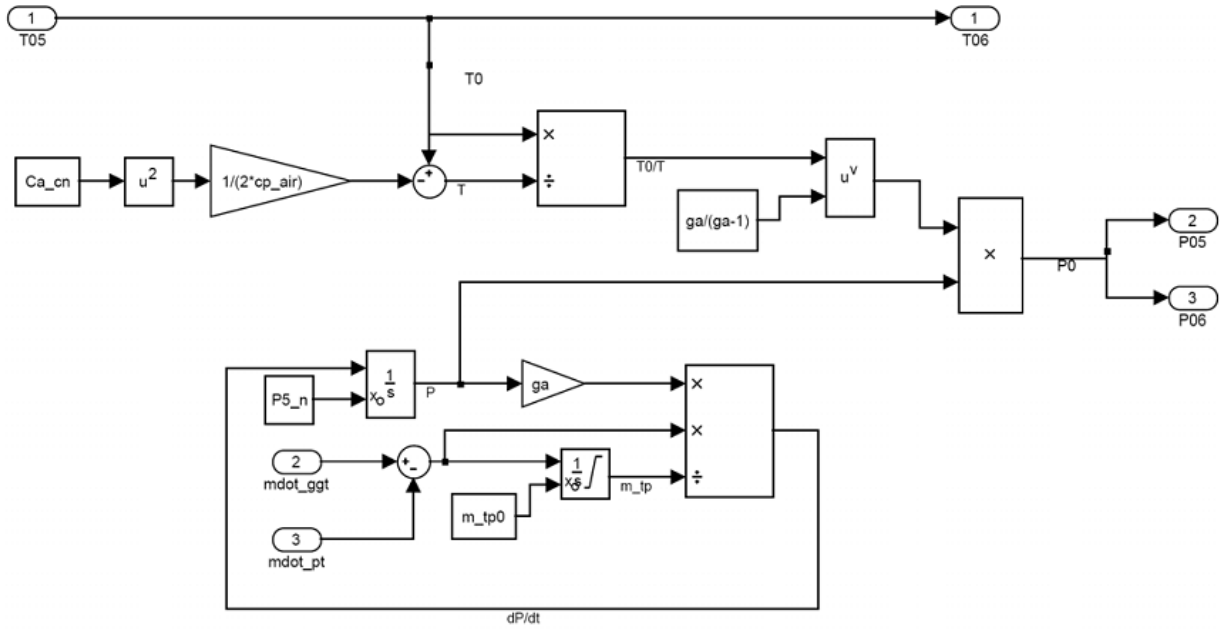 1
T05
1
T06
T0
Ca_cn
u²
1/(2*cp_air)
-
+
T
×
÷
T0/T
ga/(ga-1)
uᵛ
×
P0
2
P05
3
P06
P5_n
1
s
xo
P
ga
×
×
÷
2
mdot_ggt
+
-
3
mdot_pt
m_tp0
1
s
xo
m_tp
dP/dt